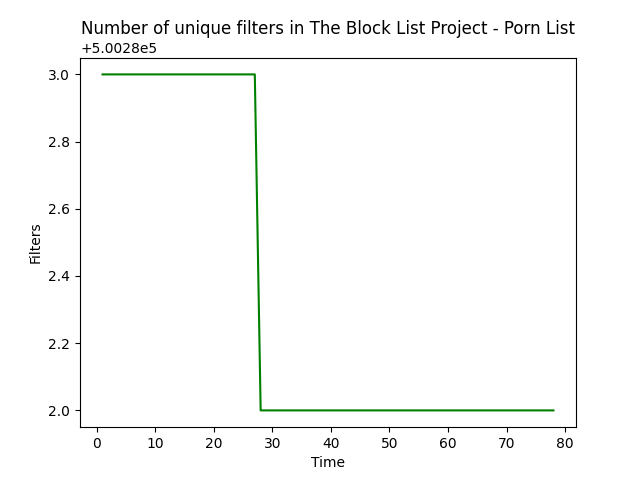 Number of unique filters in The Block List Project - Porn List
+5.0028e5
3.0
2.8
2.6
2.4
2.2
2.0
Filters
0 10 20 30 40 50 60 70 80
Time